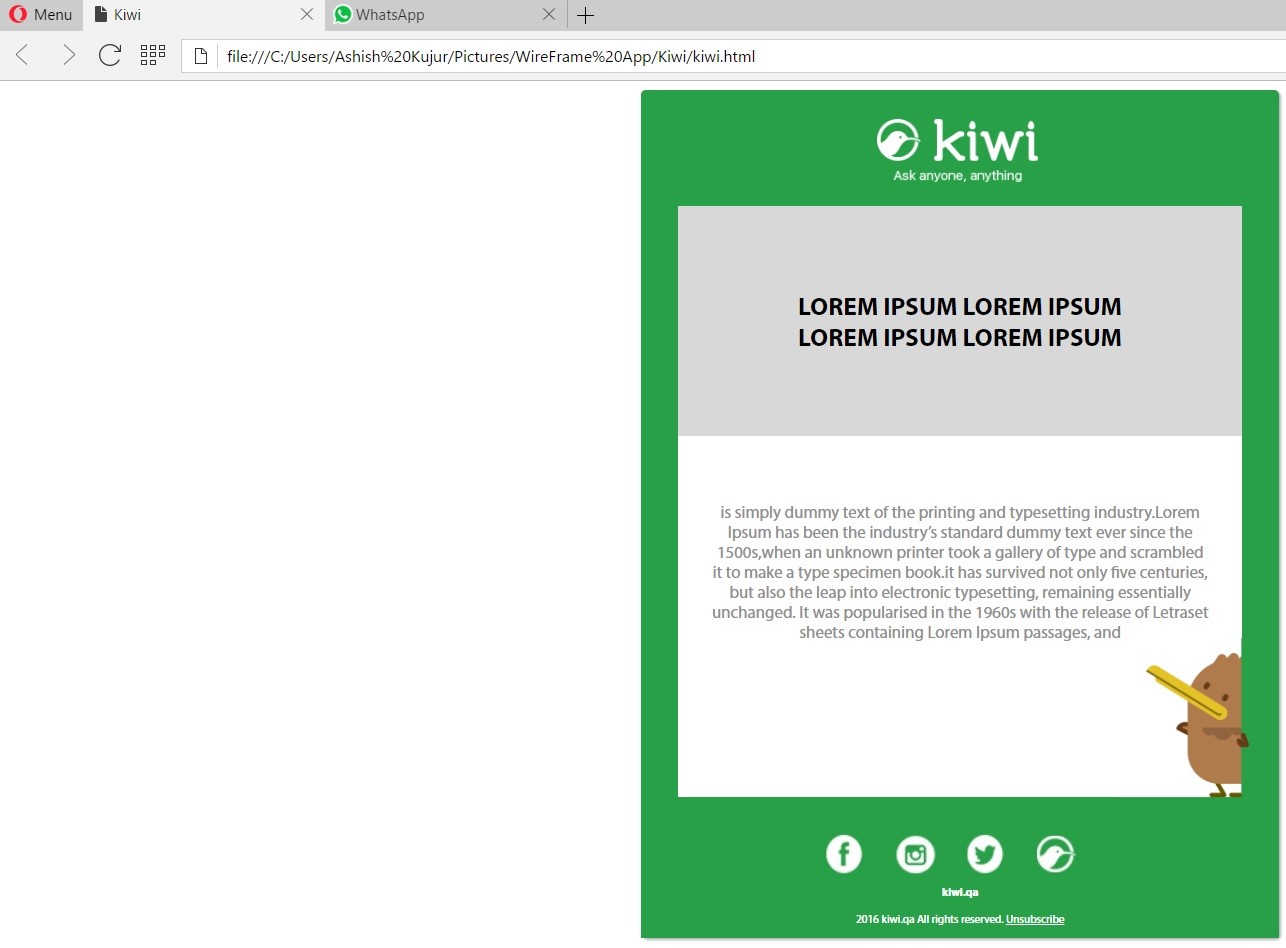 Menu
Kiwi
WhatsApp
file:///C:/Users/Ashish%20Kujur/Pictures/WireFrame%20App/Kiwi/kiwi.html
kiwi
Ask anyone, anything
LOREM IPSUM LOREM IPSUM
LOREM IPSUM LOREM IPSUM
is simply dummy text of the printing and typesetting industry.Lorem
Ipsum has been the industry’s standard dummy text ever since the
1500s,when an unknown printer took a gallery of type and scrambled
it to make a type specimen book.it has survived not only five centuries,
but also the leap into electronic typesetting, remaining essentially
unchanged. It was popularised in the 1960s with the release of Letraset
sheets containing Lorem Ipsum passages, and
kiwi.qa
2016 kiwi.qa All rights reserved. Unsubscribe